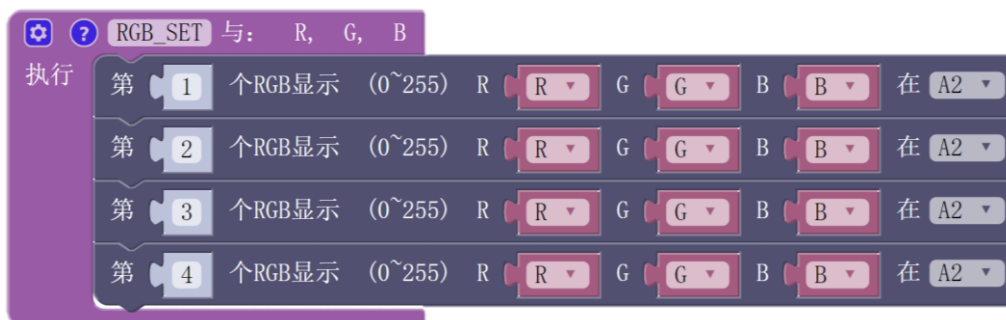 ? RGB_SET 与: R, G, B
执行 第 1 个RGB显示 (0~255) R R G G B B 在 A2
第 2 个RGB显示 (0~255) R R G G B B 在 A2
第 3 个RGB显示 (0~255) R R G G B B 在 A2
第 4 个RGB显示 (0~255) R R G G B B 在 A2